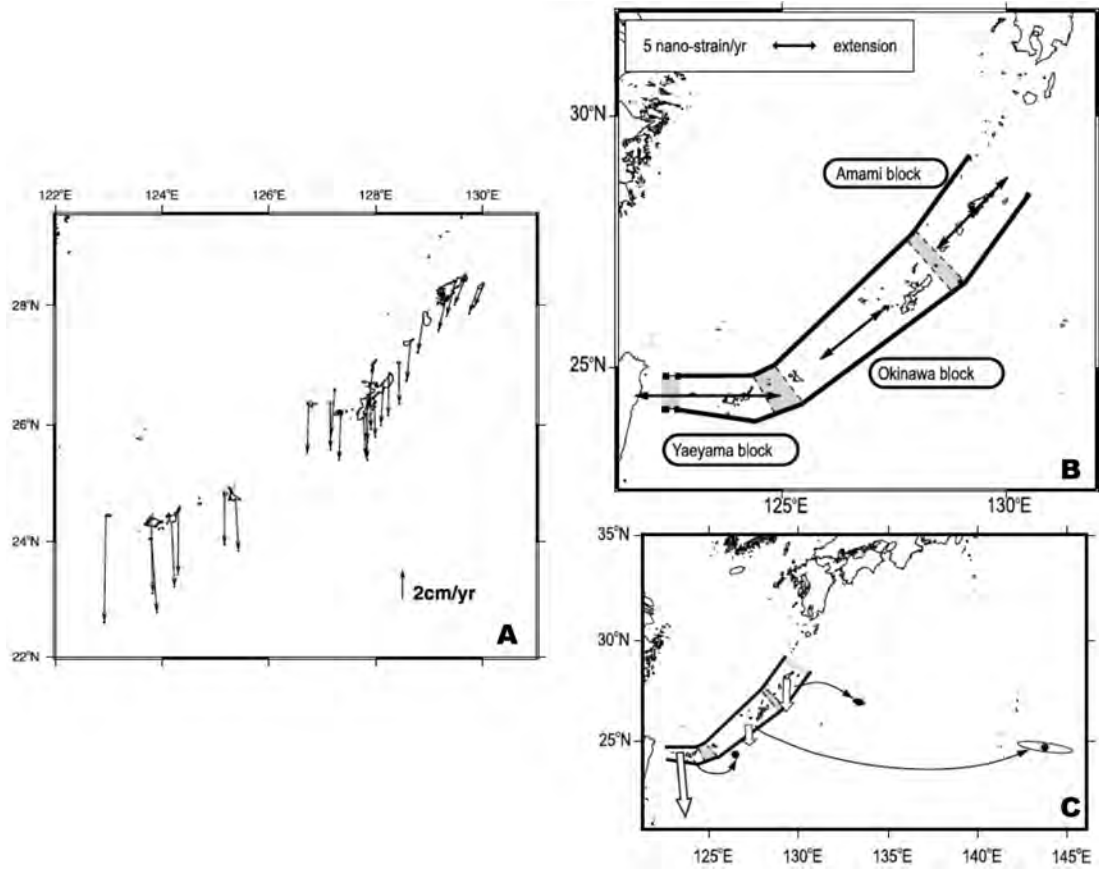 122°E 124°E 126°E 128°E 130°E
28°N
26°N
24°N
22°N
2cm/yr
A
5 nano-strain/yr extension
30°N
25°N
Amami block
Okinawa block
Yaeyama block
B
125°E 130°E
35°N
30°N
25°N
C
125°E 130°E 135°E 140°E 145°E